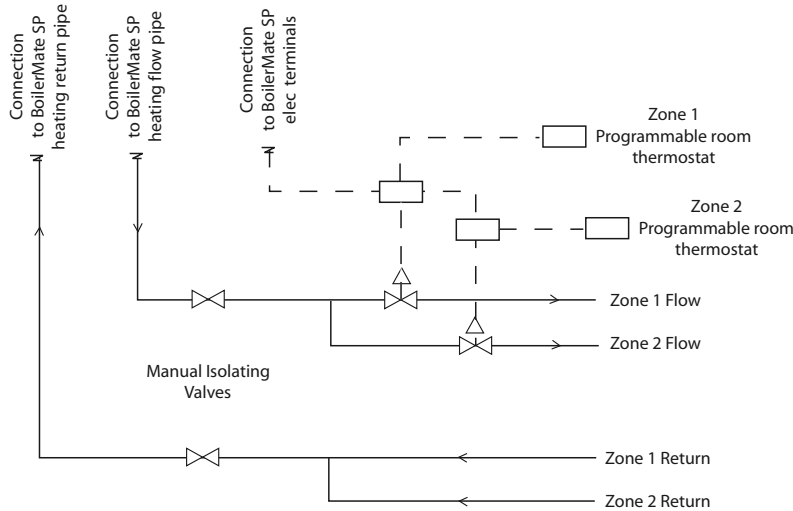 Connection
to BoilerMate SP
heating return pipe
Connection
to BoilerMate SP
heating flow pipe
Connection
to BoilerMate SP
elec terminals
Zone 1
Programmable room
thermostat
Zone 2
Programmable room
thermostat
Zone 1 Flow
Zone 2 Flow
Manual Isolating
Valves
Zone 1 Return
Zone 2 Return